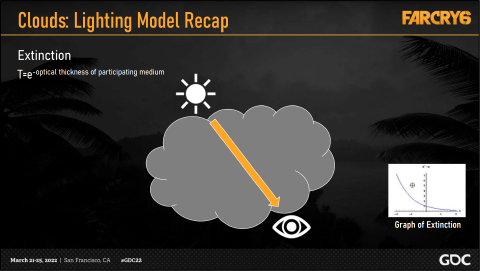 Clouds: Lighting Model Recap
FARCRY6
Extinction
T=e^-optical thickness of participating medium
Graph of Extinction
March 21-25, 2022 | San Francisco, CA #GDC22
GDC